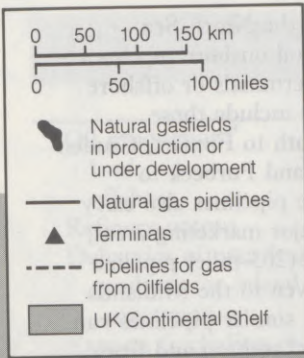 0 50 100 150 km
0 50 100 miles
Natural gasfields
in production or
under development
Natural gas pipelines
Terminals
Pipelines for gas
from oilfields
UK Continental Shelf